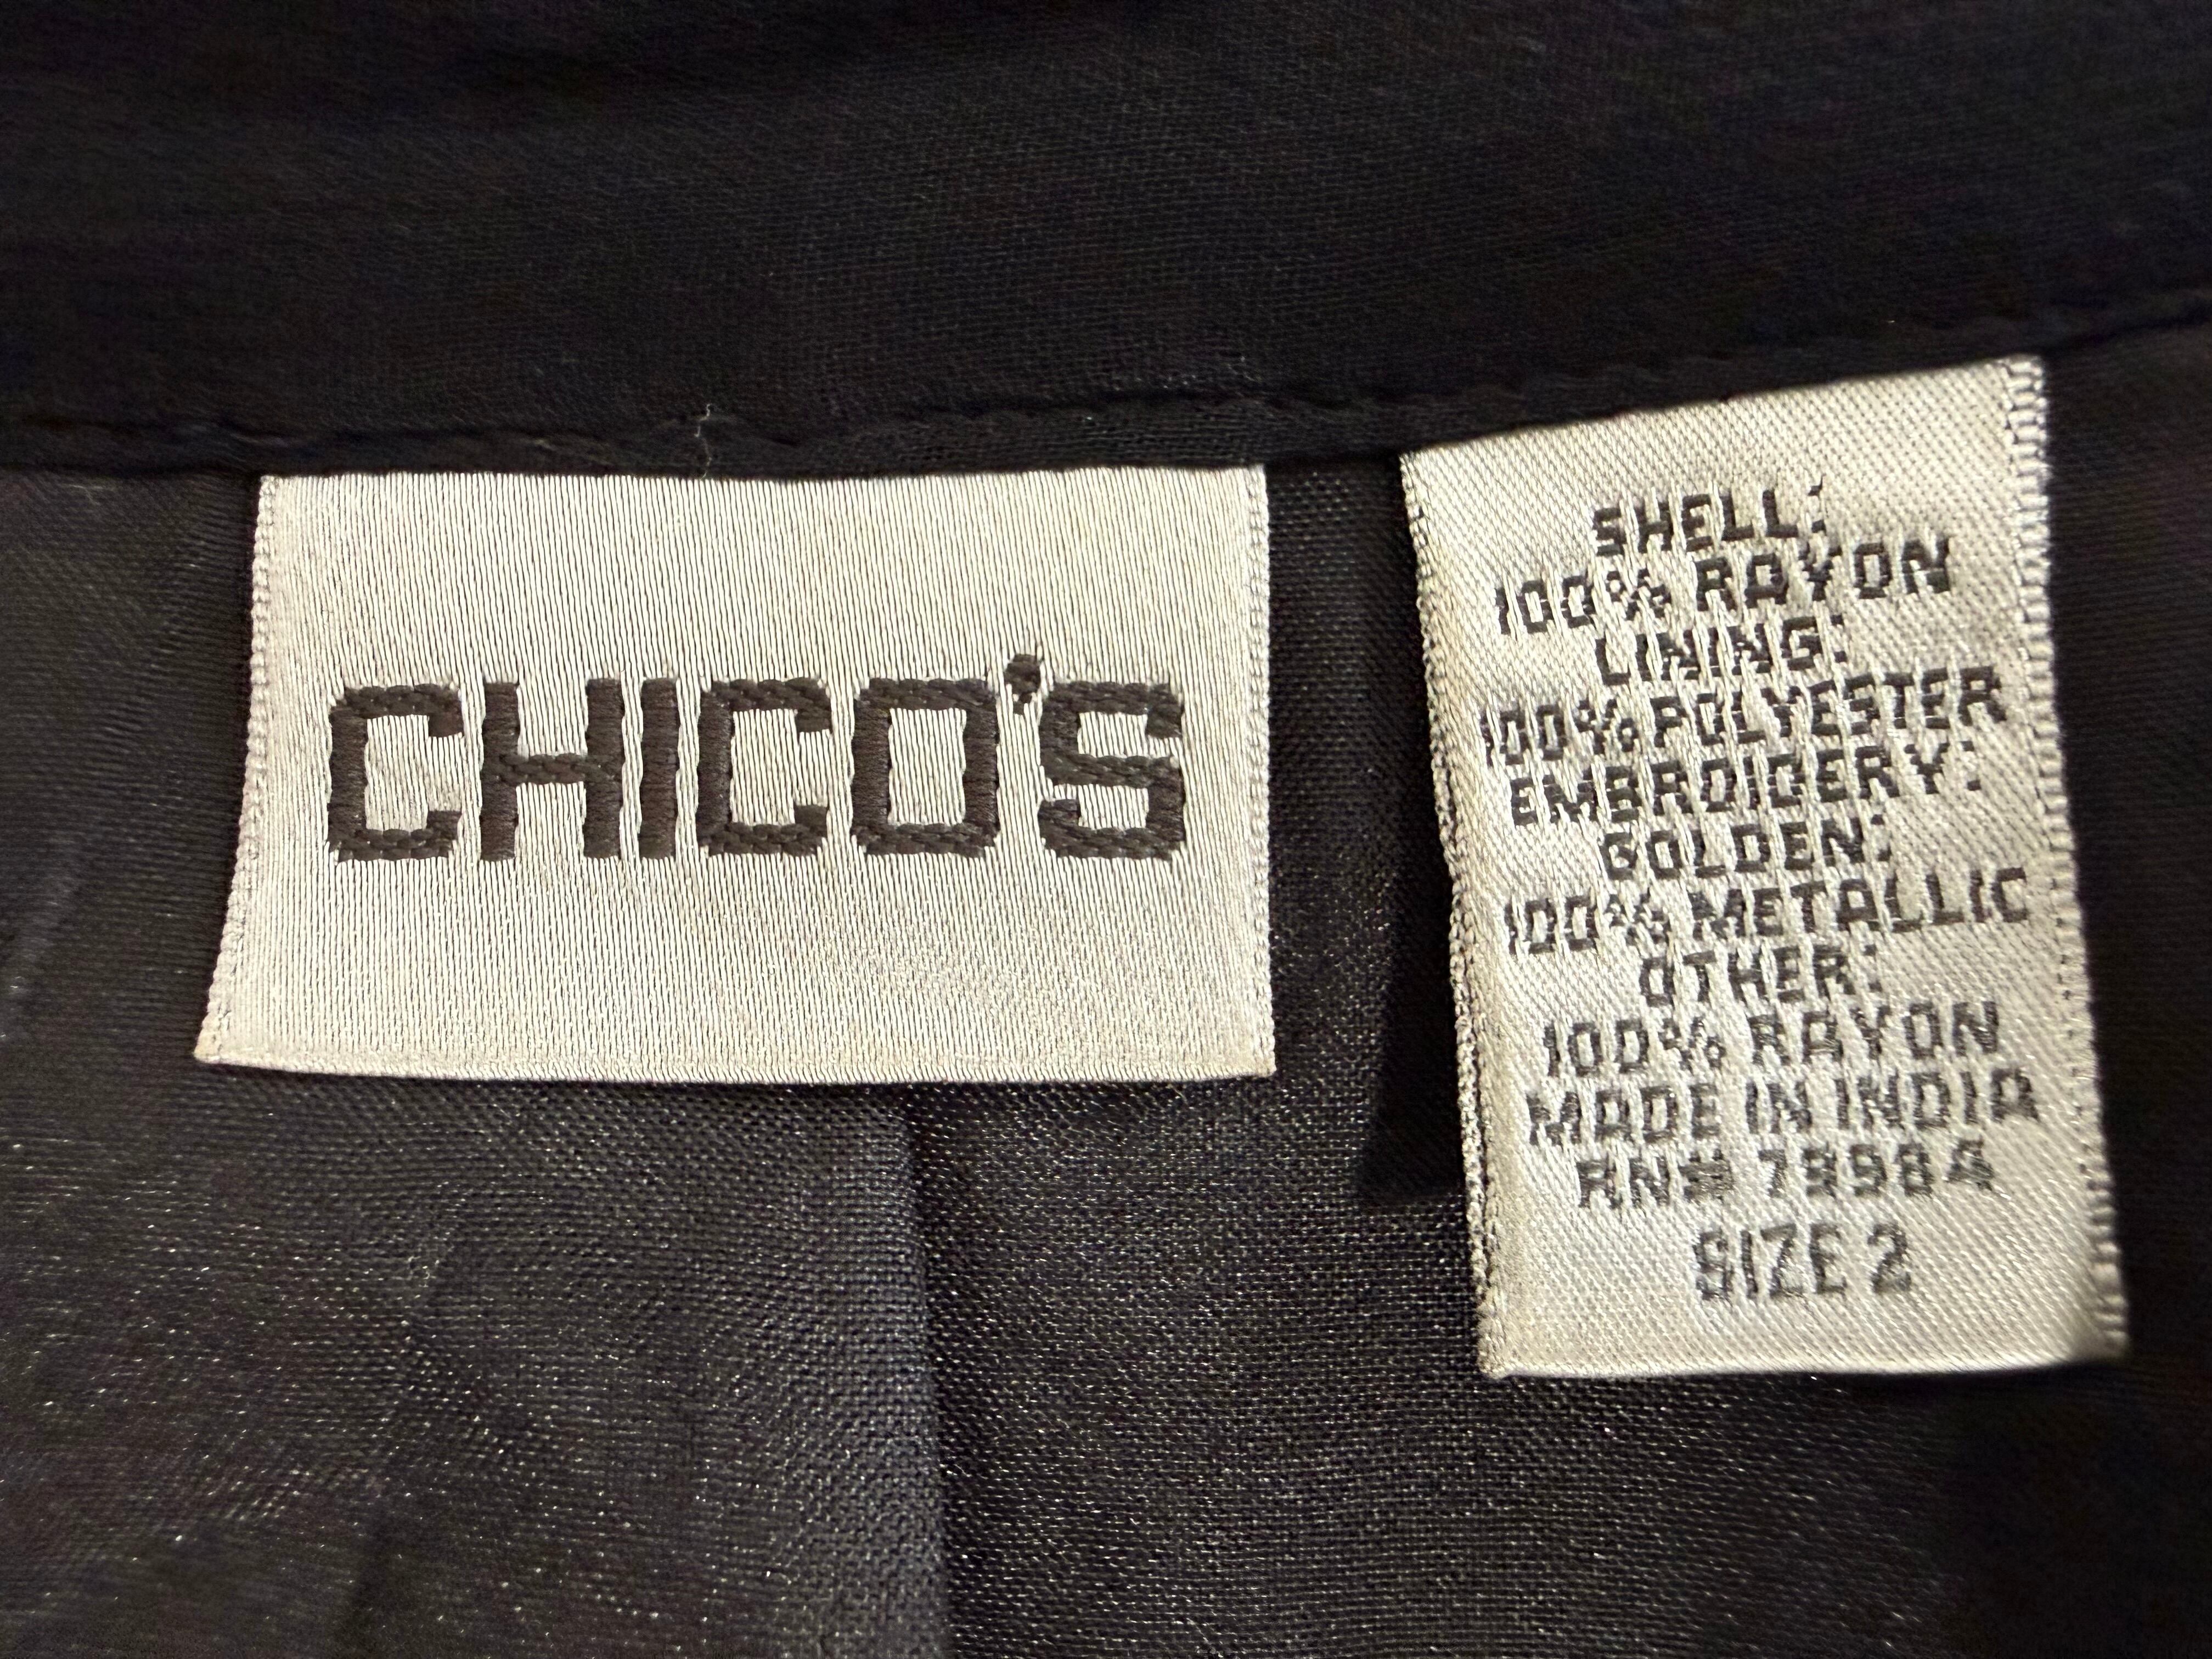 CHICO'S
SHELL:
100% RAYON
LINING:
100% POLYESTER
EMBROIDERY:
GOLDEN:
100% METALLIC
OTHER:
100% RAYON
MADE IN INDIA
RN# 79984
SIZE 2